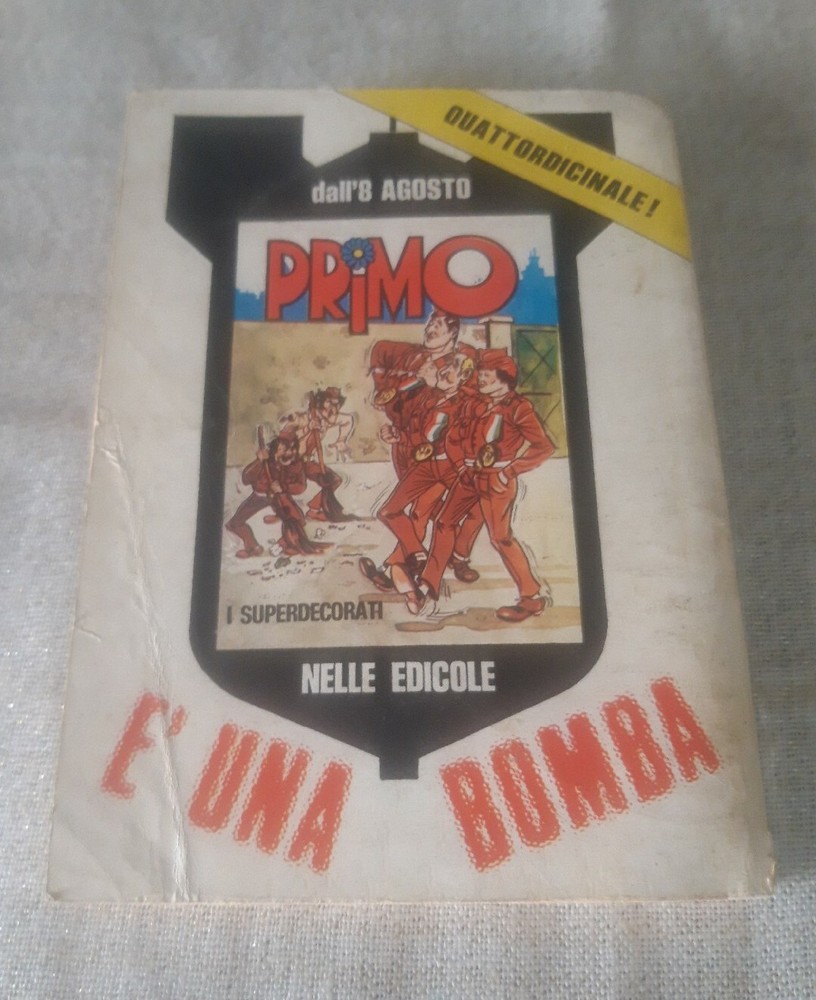 QUATTORDICINALE!
dall'8 AGOSTO
PRiMO
I SUPERDECORATI
NELLE EDICOLE
E' UNA BOMBA